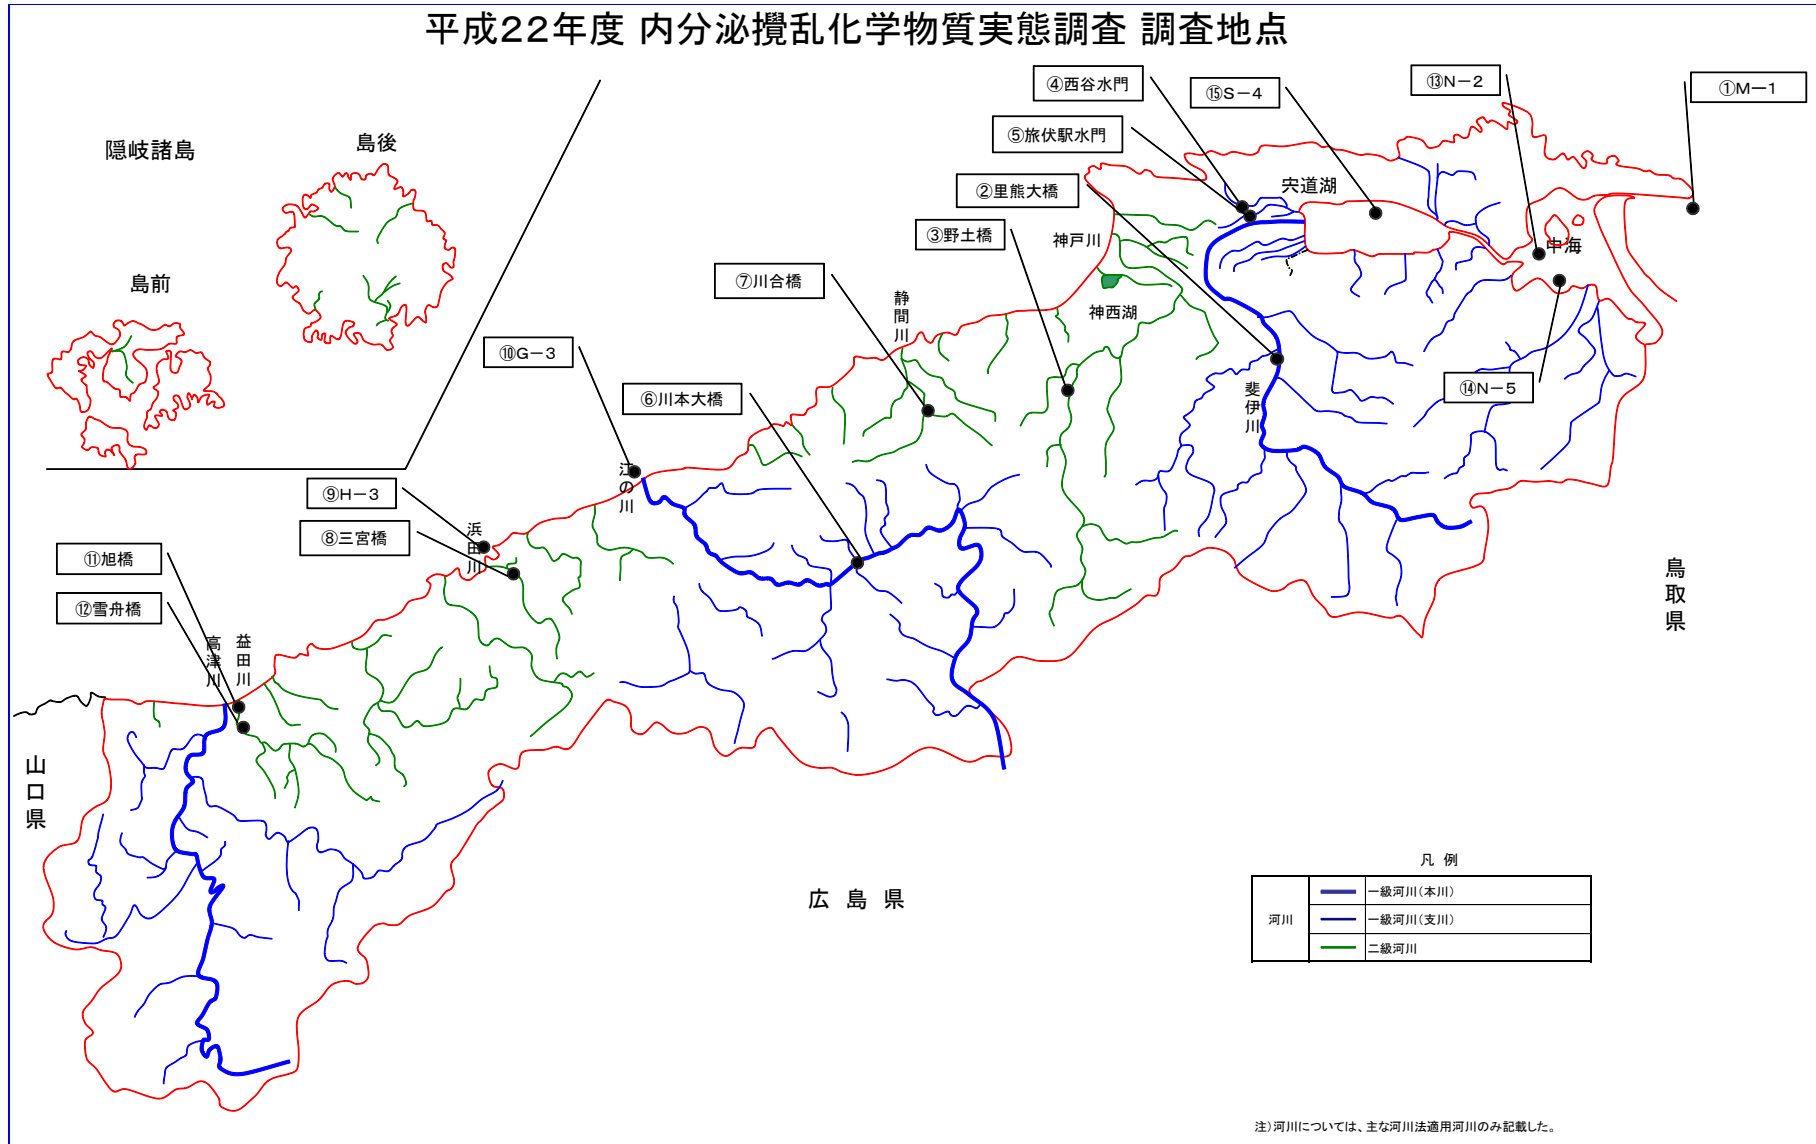 平成22年度 内分泌攪乱化学物質実態調査 調査地点
④西谷水門
⑮S－4
⑬N－2
①M－1
⑤旅伏駅水門
隠岐諸島
島後
②里熊大橋
宍道湖
③野土橋
神戸川
中海
⑦川合橋
島前
静間川
神西湖
⑩G－3
⑥川本大橋
斐伊川
⑭N－5
江の川
⑨H－3
浜田川
⑧三宮橋
⑪旭橋
⑫雪舟橋
鳥取県
高津川
益田川
山口県
広島県
凡 例
河川
一級河川（本川）
一級河川（支川）
二級河川
注）河川については、主な河川法適用河川のみ記載した。